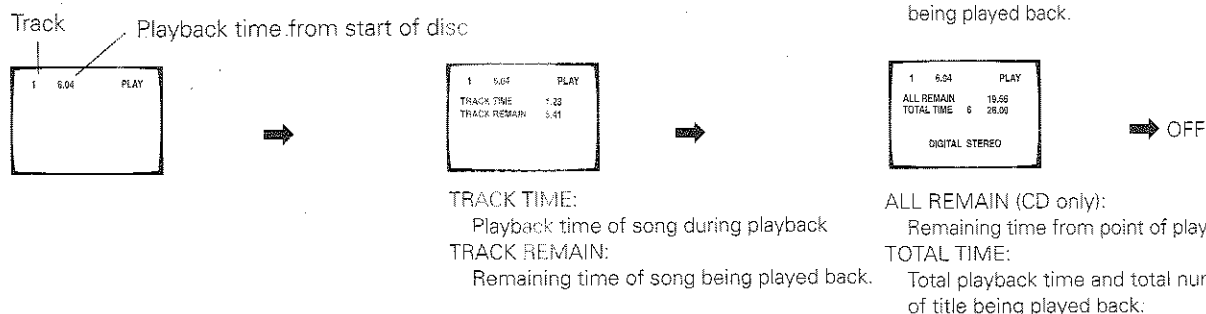 being played back.
Track
Playback time from start of disc
1 6.04 PLAY
1 6.04 PLAY
TRACK TIME 1.23
TRACK REMAIN 5.41
1 6.04 PLAY
ALL REMAIN 19.56
TOTAL TIME 6 26.00
DIGITAL STEREO
OFF
TRACK TIME:
Playback time of song during playback
TRACK REMAIN:
Remaining time of song being played back.
ALL REMAIN (CD only):
Remaining time from point of play
TOTAL TIME:
Total playback time and total nu
of title being played back.